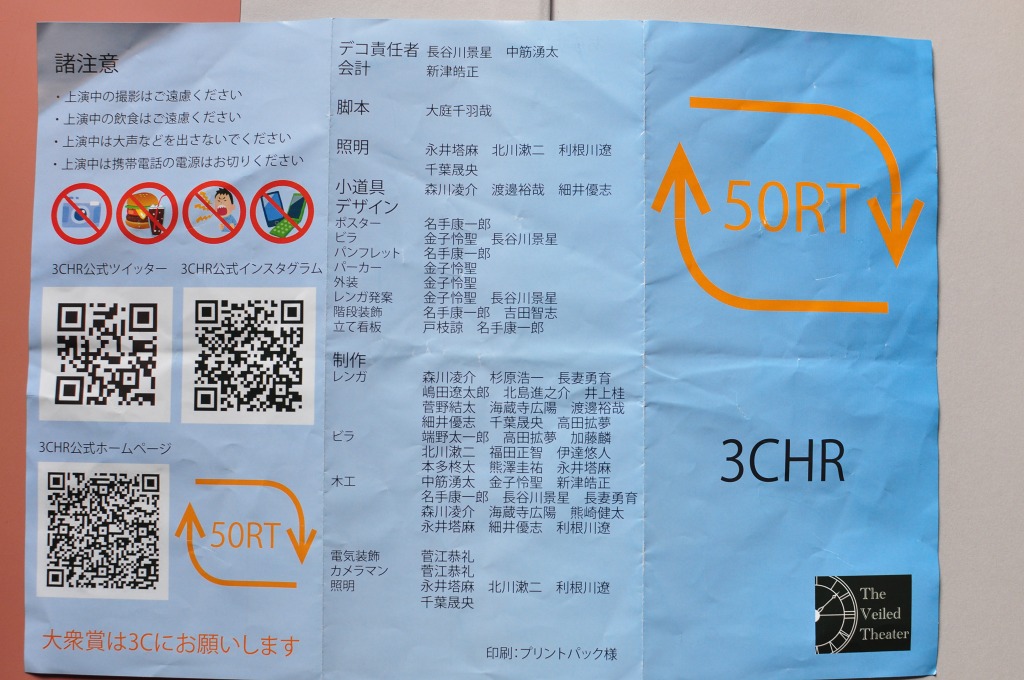 諸注意
・上演中の撮影はご遠慮ください
・上演中の飲食はご遠慮ください
・上演中は大声などを出さないでください
・上演中は携帯電話の電源はお切りください
3CHR公式ツイッター 3CHR公式インスタグラム
3CHR公式ホームページ
50RT
大衆賞は3Cにお願いします
デコ責任者 長谷川景星 中筋湧太
会計 新津皓正
脚本 大庭千羽哉
照明 永井塔麻 北川漱二 利根川遼
千葉晟央
小道具 森川凌介 渡邊裕哉 細井優志
デザイン
ポスター 名手康一郎
ビラ 金子怜聖 長谷川景星
パンフレット 名手康一郎
パーカー 金子怜聖
外装 金子怜聖
レンガ発案 金子怜聖 長谷川景星
階段装飾 名手康一郎 吉田智志
立て看板 戸枝諒 名手康一郎
制作
レンガ 森川凌介 杉原浩一 長妻勇育
嶋田遼太郎 北島進之介 井上桂
菅野結太 海蔵寺広陽 渡邊裕哉
細井優志 千葉晟央 高田拡夢
ビラ 端野太一郎 高田拡夢 加藤麟
北川漱二 福田正智 伊達悠人
本多柊太 熊澤圭祐 永井塔麻
木工 中筋湧太 金子怜聖 新津皓正
名手康一郎 長谷川景星 長妻勇育
森川凌介 海蔵寺広陽 熊崎健太
永井塔麻 細井優志 利根川遼
電気装飾 菅江恭礼
カメラマン 菅江恭礼
照明 永井塔麻 北川漱二 利根川遼
千葉晟央
印刷：プリントパック様
50RT
3CHR
The
Veiled
Theater